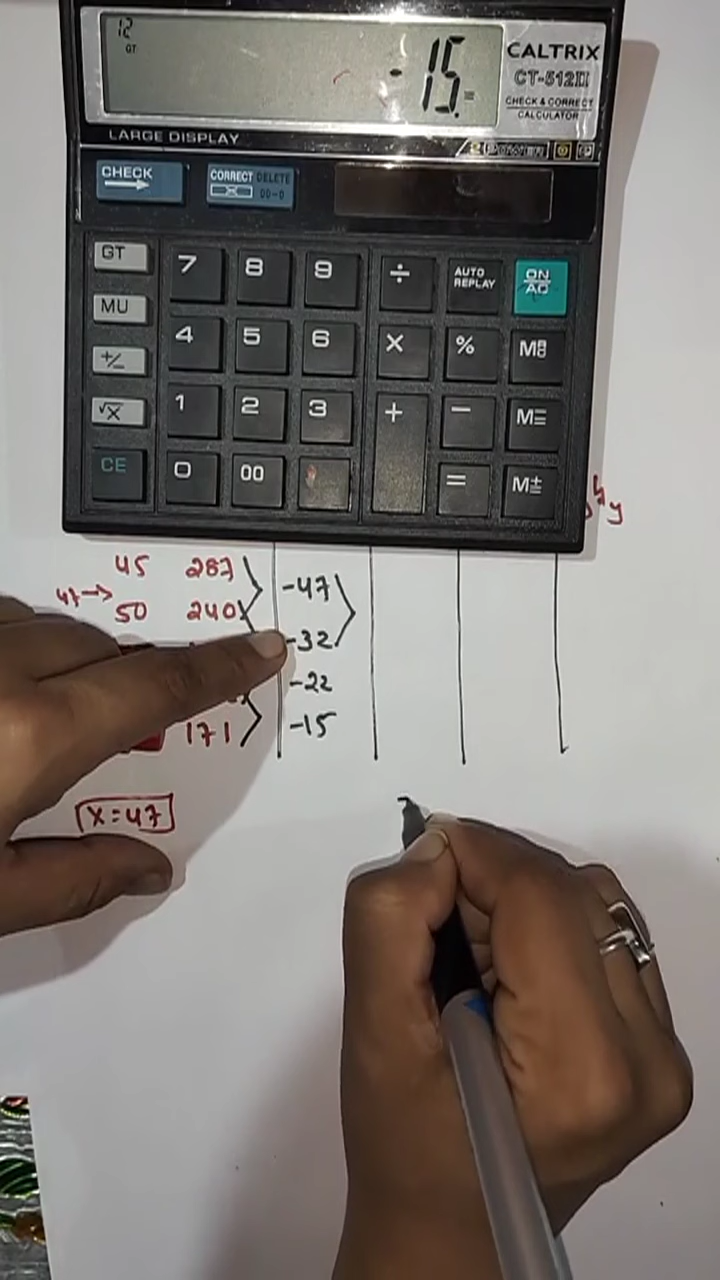 12
GT
-15.
=
CALTRIX
CT-512II
CHECK & CORRECT
CALCULATOR
LARGE DISPLAY
CHECK
CORRECT DELETE
00→0
GT
7 8 9 ÷ AUTO REPLAY ON/AC
MU
4 5 6 X %
+/-
√X
1 2 3 + −
CE
0 00 =
y
45 287
-47
47→
50 240
-32
-22
171
-15
X=47